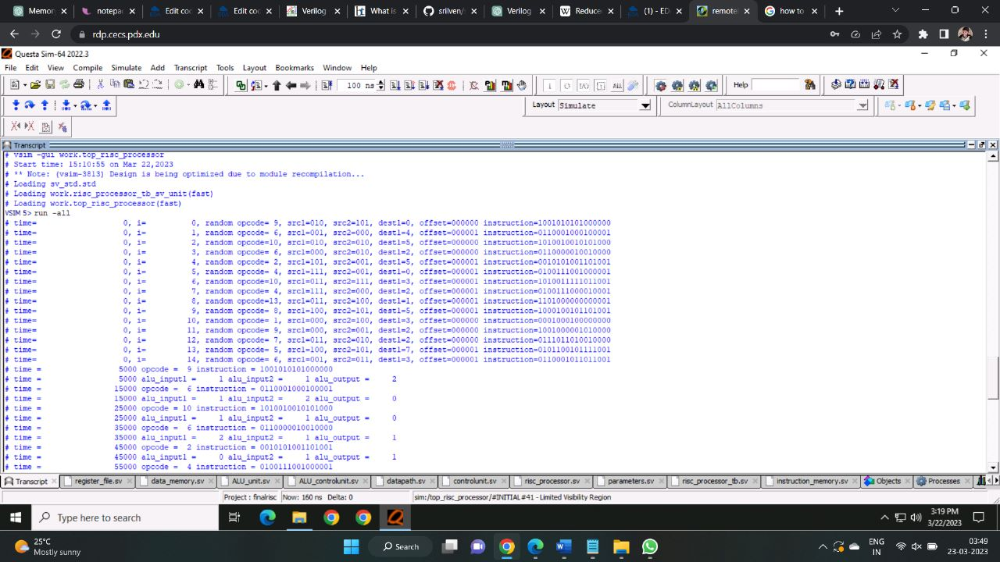 Memory
notepad
Edit code
Edit code
Verilog
What is
srilven/s
Verilog
Reduce
(1) - ED
remotel
how to
rdp.cecs.pdx.edu
Questa Sim-64 2022.3
File Edit View Compile Simulate Add Transcript Tools Layout Bookmarks Window Help
100 ns
Help
Layout Simulate
ColumnLayout AllColumns
Transcript
# vsim -gui work.top_risc_processor
# Start time: 15:10:55 on Mar 22,2023
# ** Note: (vsim-3813) Design is being optimized due to module recompilation...
# Loading sv_std.std
# Loading work.risc_processor_tb_sv_unit(fast)
# Loading work.top_risc_processor(fast)
VSIM 5> run -all
# time= 0, i= 0, random opcode= 9, src1=010, src2=101, dest1=0, offset=000000 instruction=1001010101000000
# time= 0, i= 1, random opcode= 6, src1=001, src2=000, dest1=4, offset=000001 instruction=0110001000100001
# time= 0, i= 2, random opcode=10, src1=010, src2=010, dest1=5, offset=000000 instruction=1010010010101000
# time= 0, i= 3, random opcode= 6, src1=000, src2=010, dest1=2, offset=000000 instruction=0110000010010000
# time= 0, i= 4, random opcode= 2, src1=101, src2=001, dest1=5, offset=000001 instruction=0010101001101001
# time= 0, i= 5, random opcode= 4, src1=111, src2=001, dest1=0, offset=000001 instruction=0100111001000001
# time= 0, i= 6, random opcode=10, src1=011, src2=111, dest1=3, offset=000001 instruction=1010011111011001
# time= 0, i= 7, random opcode= 4, src1=111, src2=000, dest1=2, offset=000001 instruction=0100111000010001
# time= 0, i= 8, random opcode=13, src1=011, src2=100, dest1=1, offset=000001 instruction=1101000000000001
# time= 0, i= 9, random opcode= 8, src1=100, src2=101, dest1=5, offset=000001 instruction=1000100101101001
# time= 0, i= 10, random opcode= 1, src1=000, src2=100, dest1=3, offset=000000 instruction=0001000100000000
# time= 0, i= 11, random opcode= 9, src1=000, src2=001, dest1=2, offset=000000 instruction=1001000001010000
# time= 0, i= 12, random opcode= 7, src1=011, src2=010, dest1=2, offset=000000 instruction=0111011010010000
# time= 0, i= 13, random opcode= 5, src1=100, src2=101, dest1=7, offset=000001 instruction=0101100101111001
# time= 0, i= 14, random opcode= 6, src1=001, src2=011, dest1=3, offset=000001 instruction=0110001011011001
# time = 5000 opcode = 9 instruction = 1001010101000000
# time = 5000 alu_input1 = 1 alu_input2 = 1 alu_output = 2
# time = 15000 opcode = 6 instruction = 0110001000100001
# time = 15000 alu_input1 = 1 alu_input2 = 2 alu_output = 0
# time = 25000 opcode = 10 instruction = 1010010010101000
# time = 25000 alu_input1 = 1 alu_input2 = 1 alu_output = 0
# time = 35000 opcode = 6 instruction = 0110000010010000
# time = 35000 alu_input1 = 2 alu_input2 = 1 alu_output = 1
# time = 45000 opcode = 2 instruction = 0010101001101001
# time = 45000 alu_input1 = 0 alu_input2 = 1 alu_output = 1
# time = 55000 opcode = 4 instruction = 0100111001000001
Transcript register_file.sv data_memory.sv ALU_unit.sv ALU_controlunit.sv datapath.sv controlunit.sv risc_processor.sv parameters.sv risc_processor_tb.sv instruction_memory.sv Objects Processes
Project : finalrisc Now: 160 ns Delta: 0 sim:/top_risc_processor/#INITIAL#41 - Limited Visibility Region
Type here to search
3:19 PM
3/22/2023
25°C
Mostly sunny
Search
ENG
IN
03:49
23-03-2023